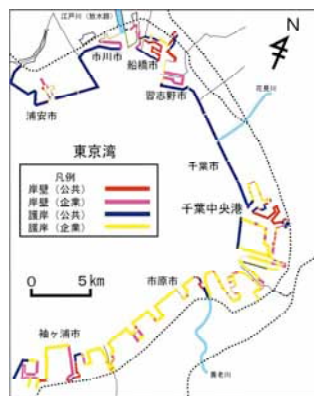 江戸川（放水路）
N
市川市
船橋市
習志野市
浦安市
花見川
東京湾
千葉市
凡例
岸壁（公共）
岸壁（企業）
護岸（公共）
護岸（企業）
千葉中央港
0 5 km
市原市
袖ヶ浦市
養老川